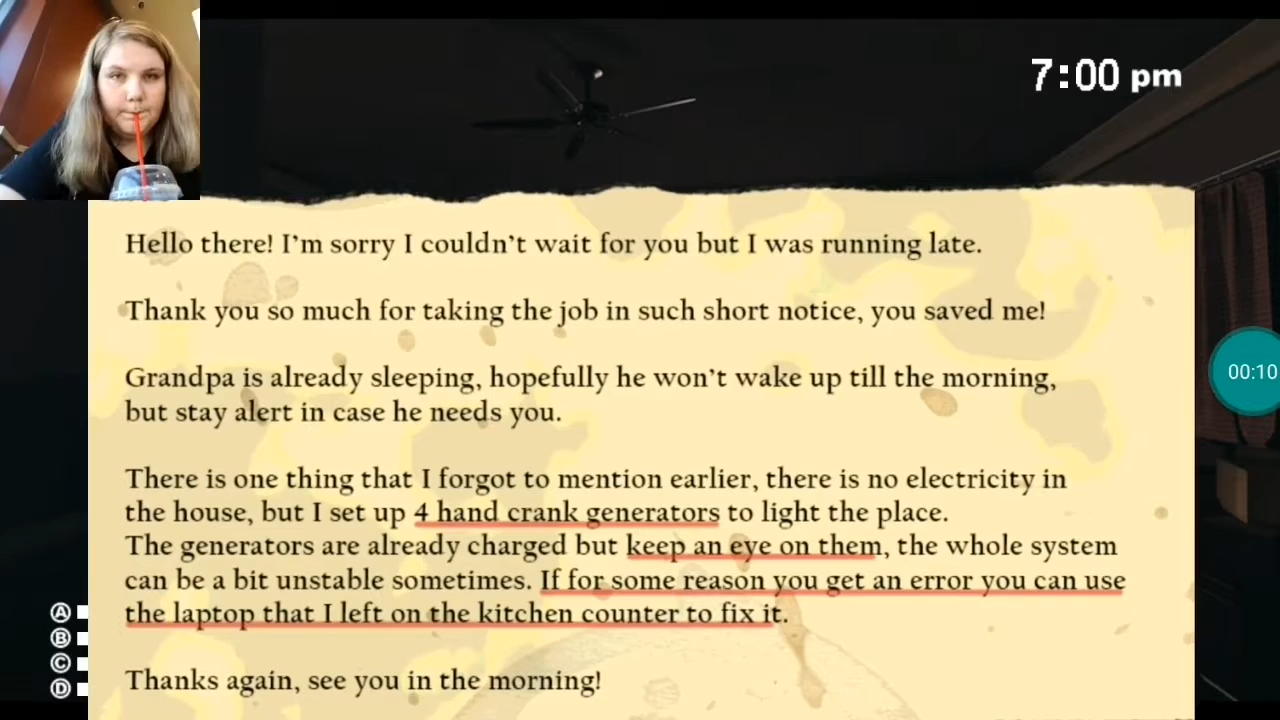 7:00 pm
Hello there! I'm sorry I couldn't wait for you but I was running late.
Thank you so much for taking the job in such short notice, you saved me!
Grandpa is already sleeping, hopefully he won't wake up till the morning,
but stay alert in case he needs you.
00:10
There is one thing that I forgot to mention earlier, there is no electricity in
the house, but I set up 4 hand crank generators to light the place.
The generators are already charged but keep an eye on them, the whole system
can be a bit unstable sometimes. If for some reason you get an error you can use
the laptop that I left on the kitchen counter to fix it.
Thanks again, see you in the morning!
A
B
C
D